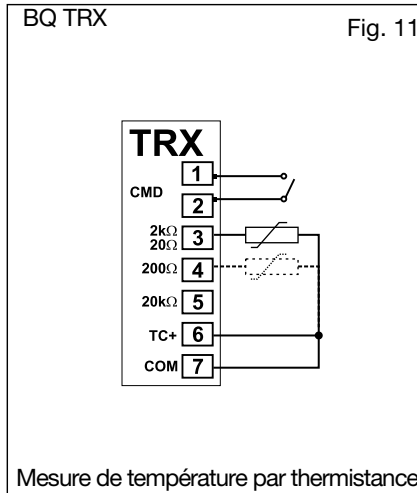 BQ TRX
Fig. 11
TRX
1
CMD
2
2kΩ
20Ω
3
200Ω 4
20kΩ 5
TC+ 6
COM 7
Mesure de température par thermistance